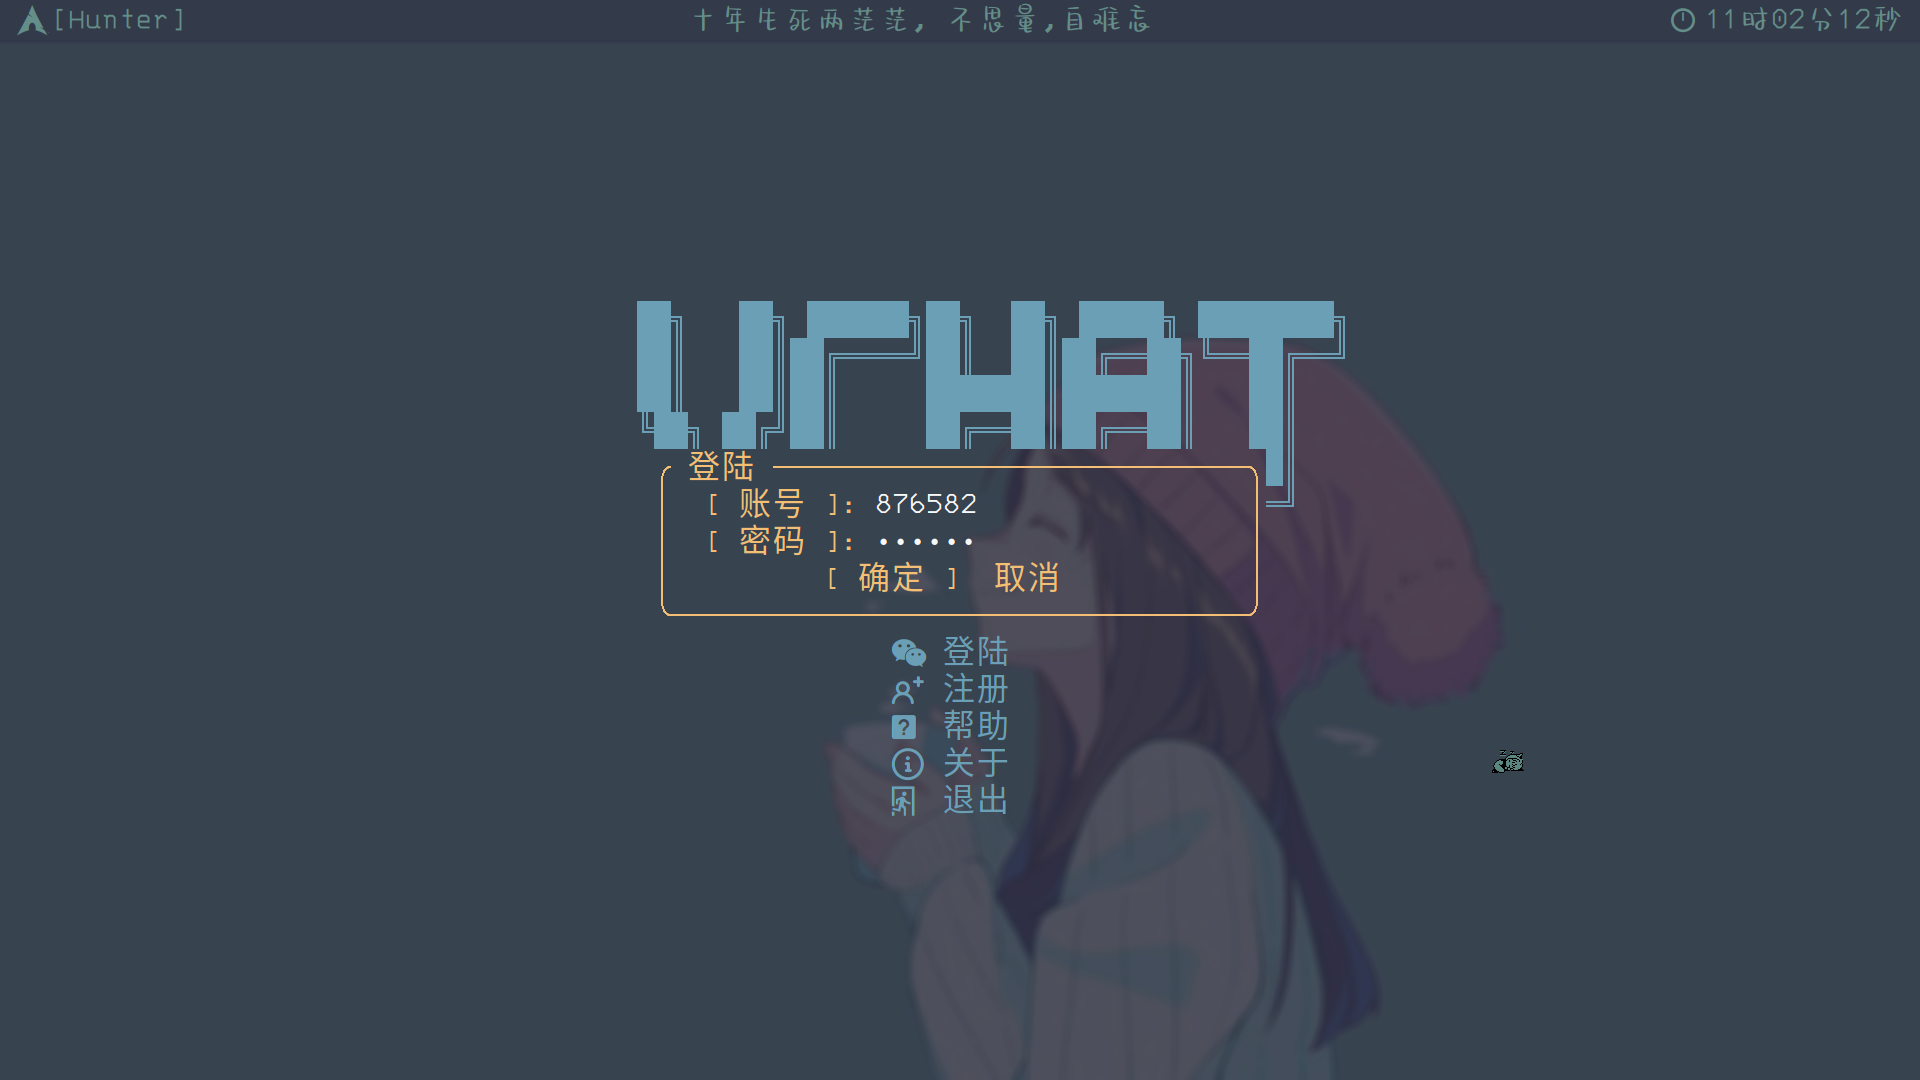 [Hunter]
十年生死两茫茫, 不思量,自难忘
11时02分12秒
VCHAT
登陆
[ 账号 ]: 876582
[ 密码 ]: ••••••
[ 确定 ] 取消
登陆
注册
帮助
关于
退出